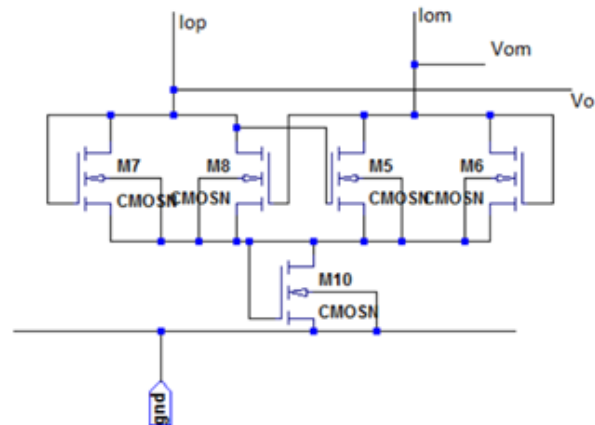 Iop
Iom
Vom
Vo
M7 M8 M5 M6
CMOSN CMOSN CMOSN CMOSN
M10
CMOSN
gnd